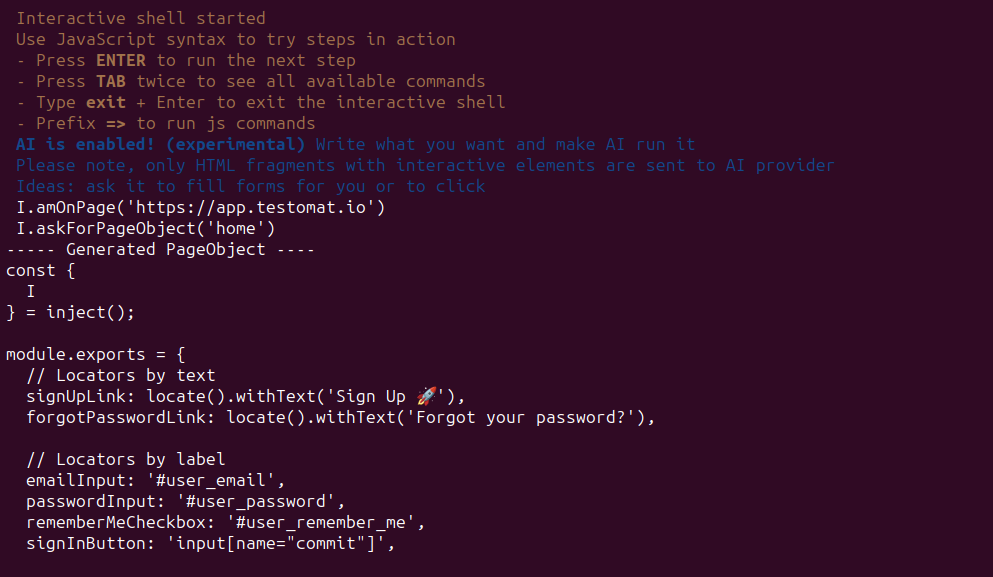 Interactive shell started
Use JavaScript syntax to try steps in action
- Press ENTER to run the next step
- Press TAB twice to see all available commands
- Type exit + Enter to exit the interactive shell
- Prefix => to run js commands
AI is enabled! (experimental) Write what you want and make AI run it
Please note, only HTML fragments with interactive elements are sent to AI provider
Ideas: ask it to fill forms for you or to click
I.amOnPage('https://app.testomat.io')
I.askForPageObject('home')
----- Generated PageObject ----
const {
  I
} = inject();

module.exports = {
  // Locators by text
  signUpLink: locate().withText('Sign Up 🚀'),
  forgotPasswordLink: locate().withText('Forgot your password?'),

  // Locators by label
  emailInput: '#user_email',
  passwordInput: '#user_password',
  rememberMeCheckbox: '#user_remember_me',
  signInButton: 'input[name="commit"]',